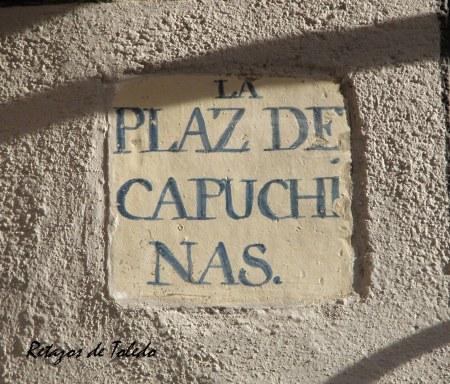 LA
PLAZ DE
CAPUCHI
NAS.
Retazos de Toledo